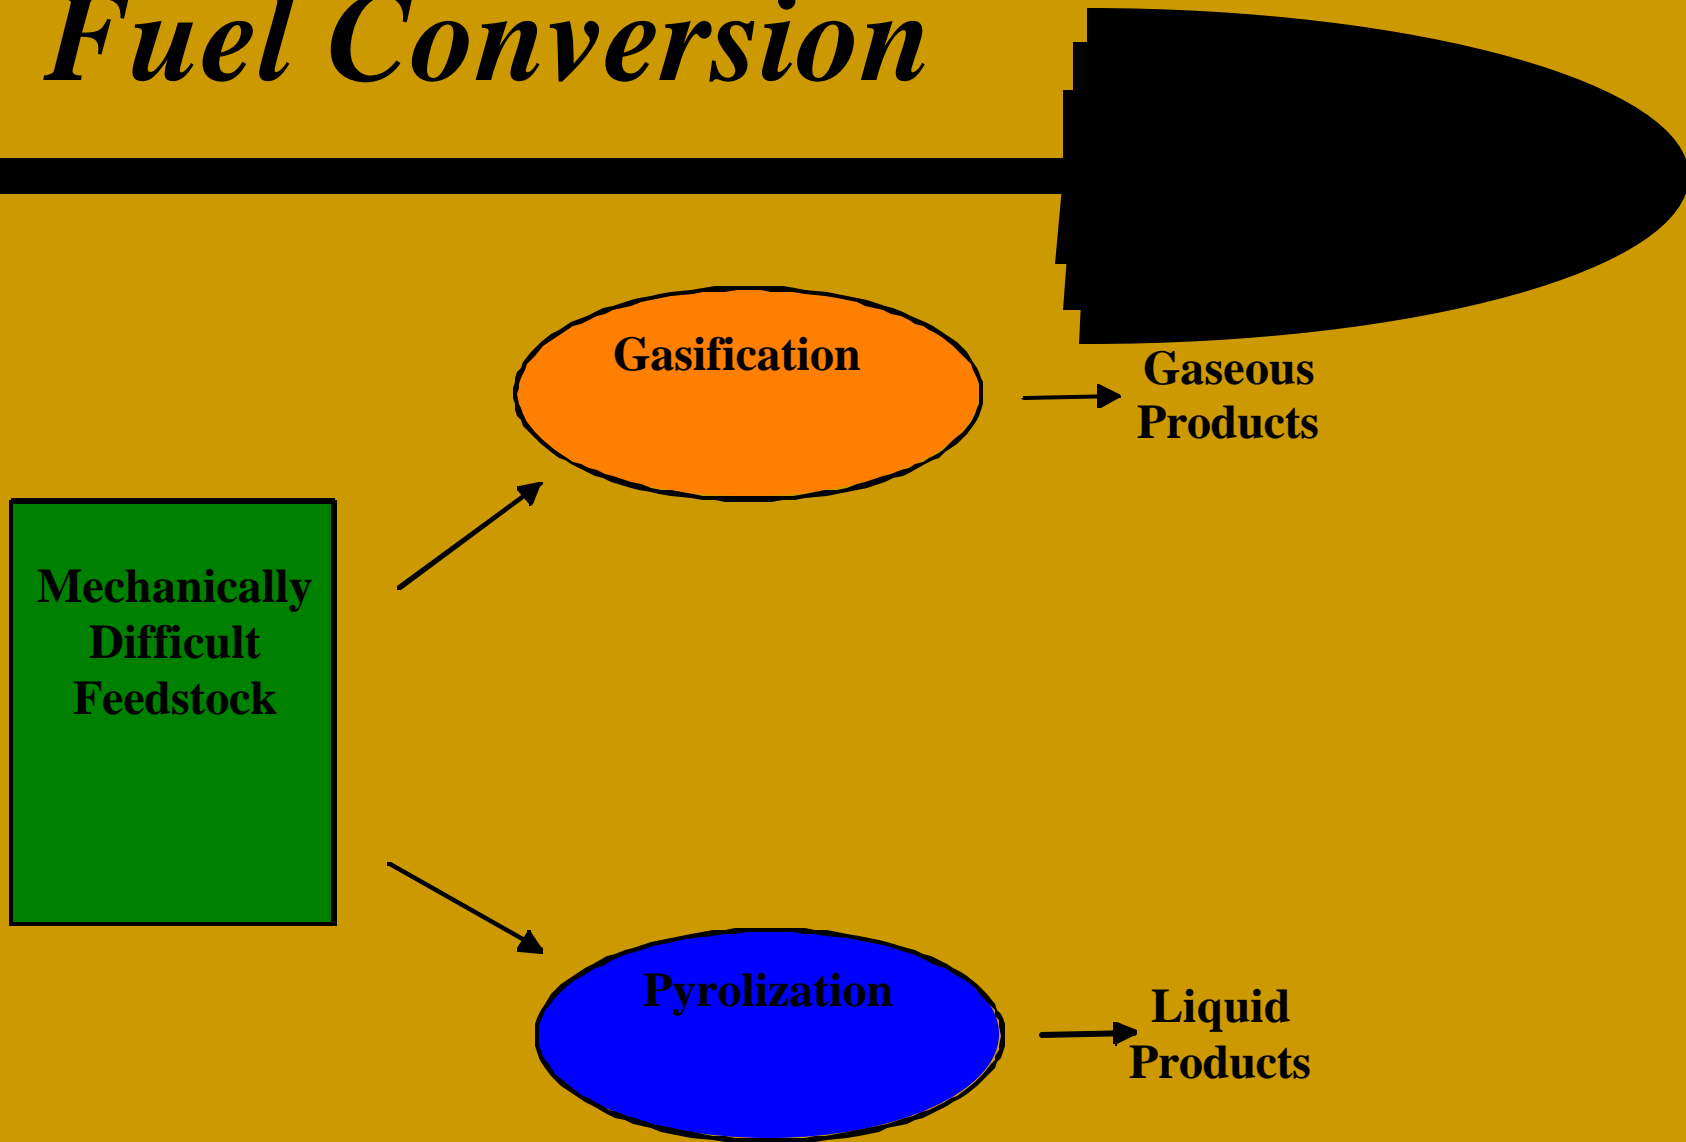 Fuel Conversion
Gasification
Gaseous
Products
Mechanically
Difficult
Feedstock
Pyrolization
Liquid
Products